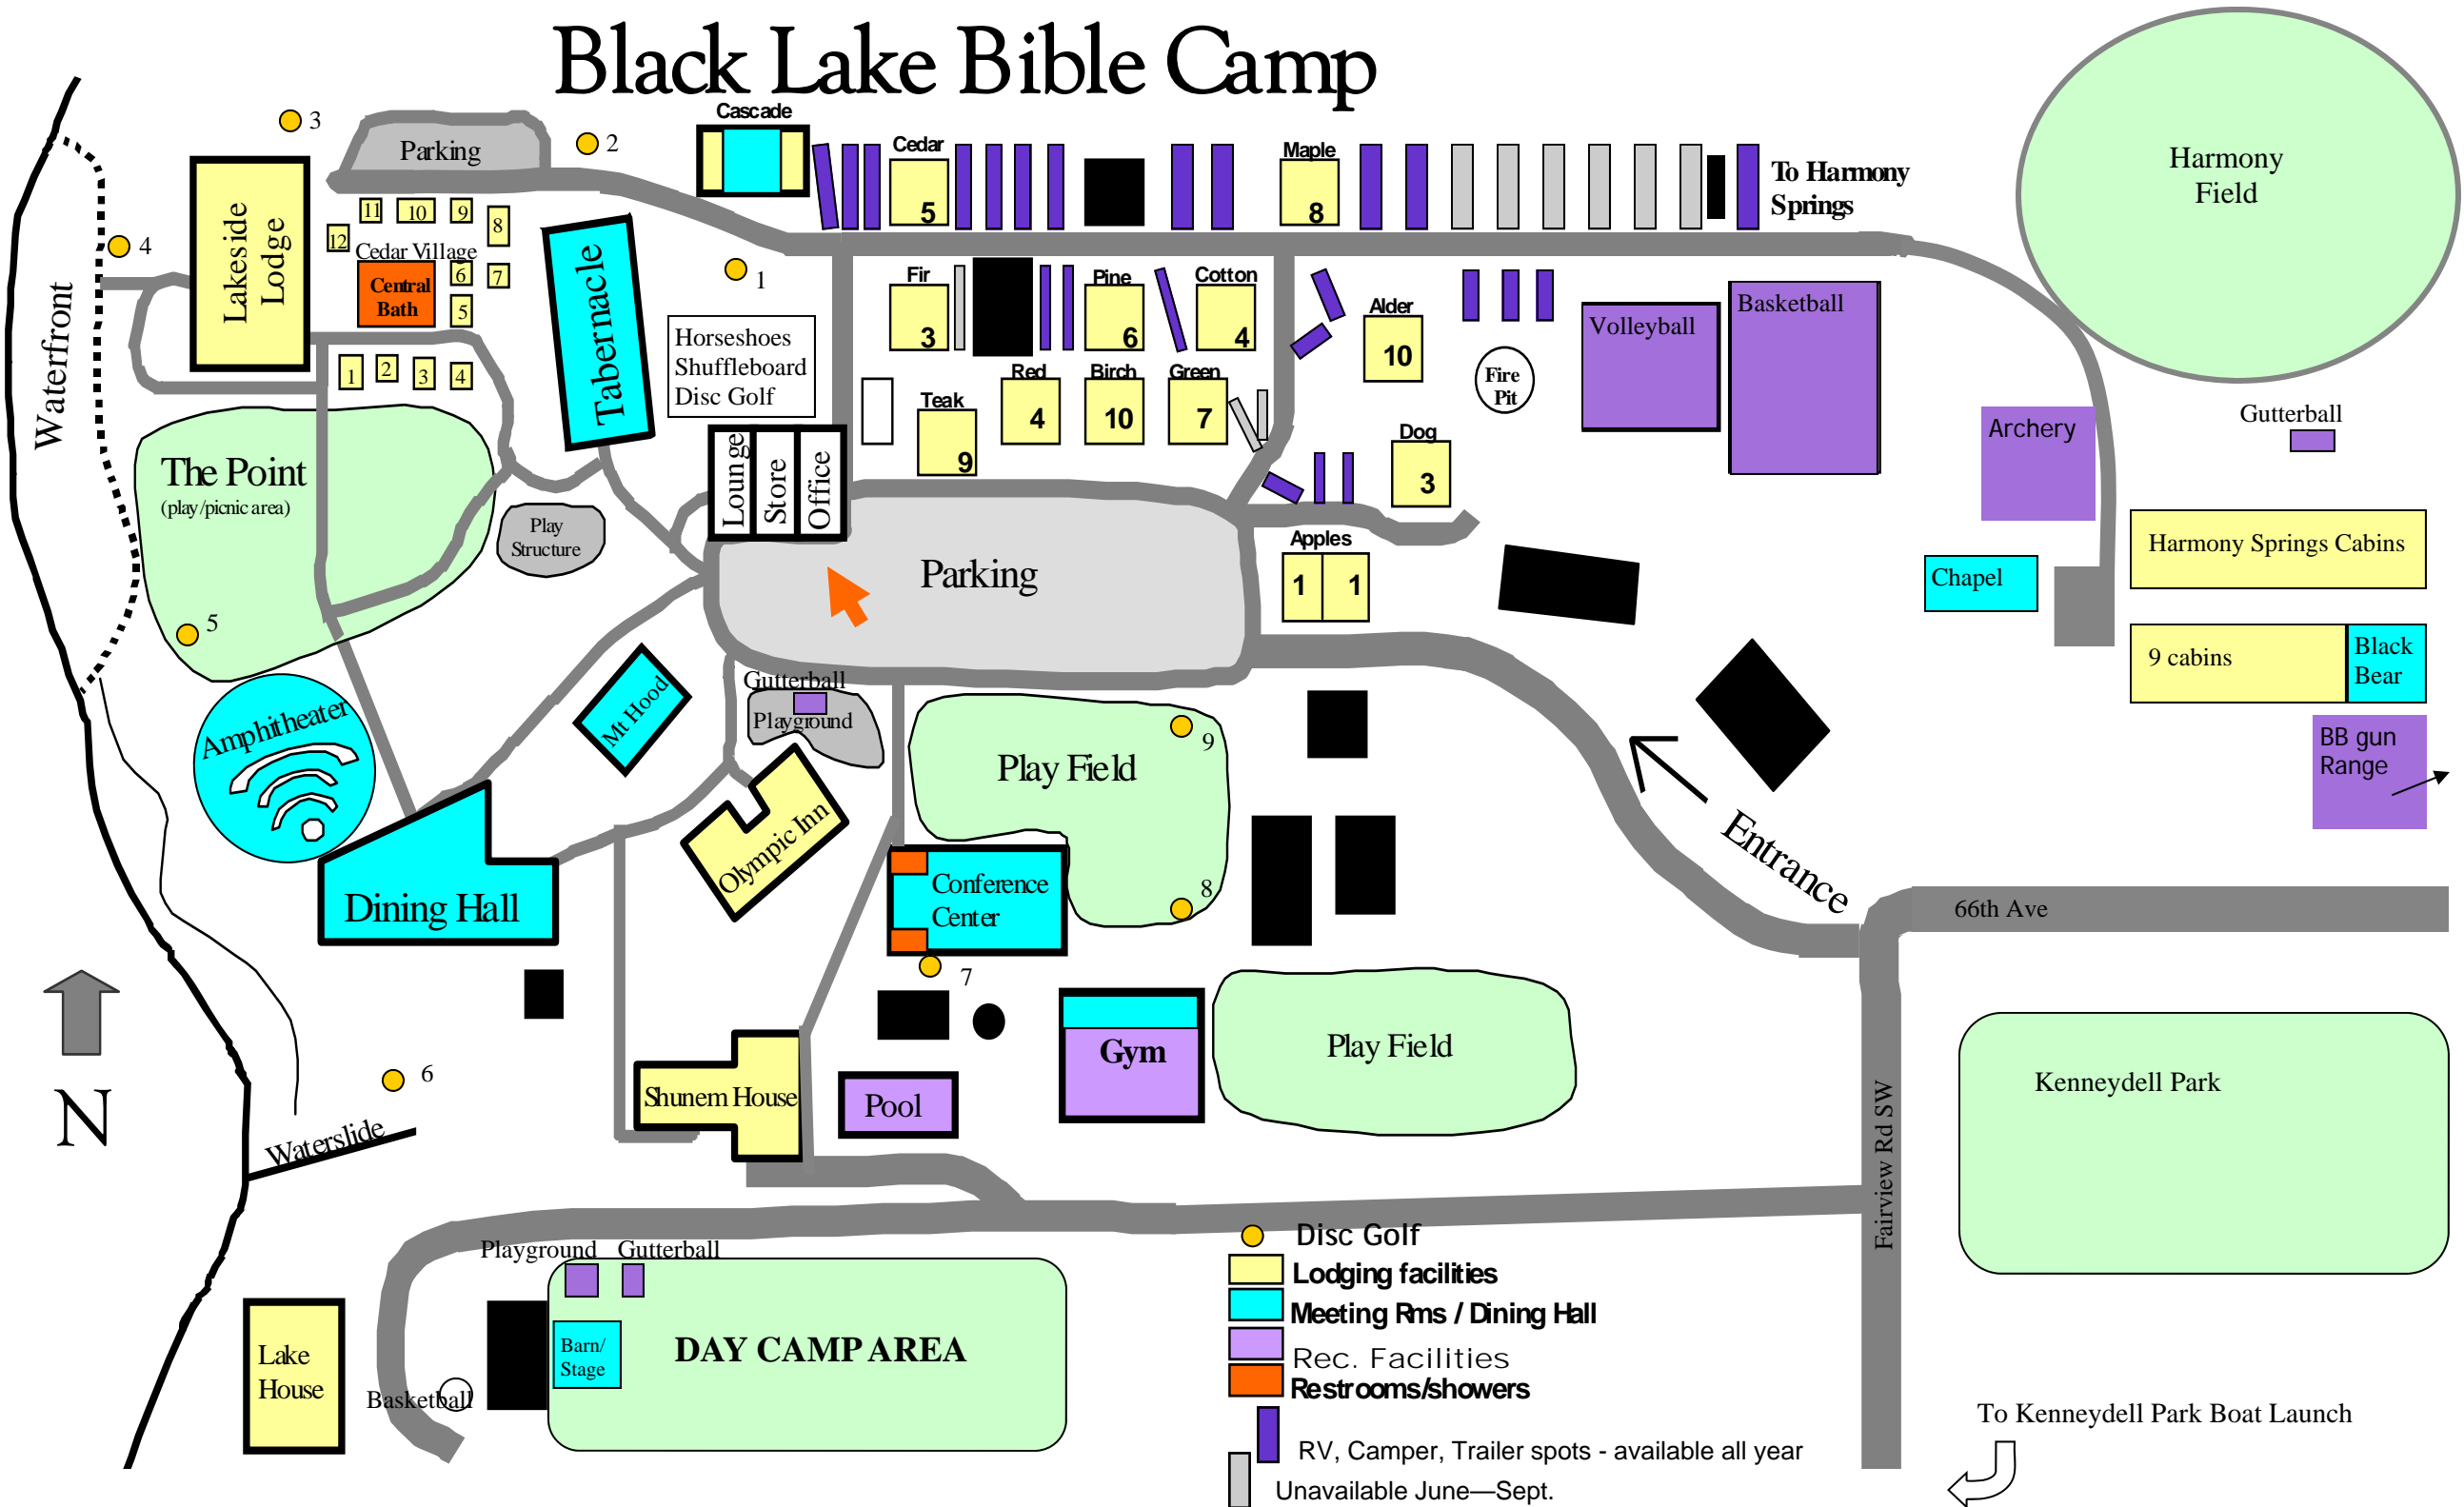 Black Lake Bible Camp
Cascade
3
Parking
2
Cedar
5
Maple
8
To Harmony
Springs
Harmony
Field
Lakeside
Lodge
4
Waterfront
11
10
9
8
12
Cedar Village
6
7
Central
Bath
5
1
2
3
4
Tabernacle
1
Horseshoes
Shuffleboard
Disc Golf
Fir
3
Pine
6
Cotton
4
Alder
10
Fire
Pit
Volleyball
Basketball
Teak
9
Red
4
Birch
10
Green
7
Dog
3
Archery
Gutterball
The Point
(play/picnic area)
Play
Structure
Lounge
Store
Office
Parking
Apples
1
1
Harmony Springs Cabins
Chapel
9 cabins
Black
Bear
BB gun
Range
5
Amphitheater
Mt Hood
Gutterball
Playground
Play Field
9
8
Olympic Inn
Dining Hall
Conference
Center
7
Entrance
66th Ave
N
6
Waterslide
Shunem House
Pool
Gym
Play Field
Kenneydell Park
Fairview Rd SW
Playground
Gutterball
Barn/
Stage
DAY CAMP AREA
Lake
House
Basketball
Disc Golf
Lodging facilities
Meeting Rms / Dining Hall
Rec. Facilities
Restrooms/showers
RV, Camper, Trailer spots - available all year
Unavailable June—Sept.
To Kenneydell Park Boat Launch